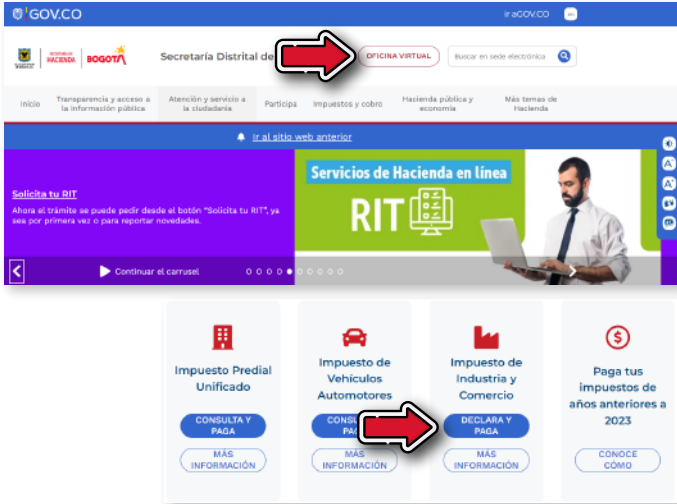 GOV.CO
Ir a GOV.CO
SECRETARÍA DE HACIENDA
BOGOTÁ
Secretaría Distrital de
OFICINA VIRTUAL
Buscar en sede electrónica
Inicio
Transparencia y acceso a
la información pública
Atención y servicio a
la ciudadanía
Participa
Impuestos y cobro
Hacienda pública y
economía
Más temas de
Hacienda
Ir al sitio web anterior
Solicita tu RIT
Ahora el trámite se puede pedir desde el botón "Solicita tu RIT", ya
sea por primera vez o para reportar
novedades.
Servicios de Hacienda en línea
RIT
Continuar el carrusel
Impuesto Predial
Unificado
CONSULTA Y
PAGA
MÁS
INFORMACIÓN
Impuesto de
Vehículos
Automotores
MÁS
INFORMACIÓN
Impuesto de
Industria y
Comercio
DECLARA Y
PAGA
MÁS
INFORMACIÓN
Paga tus
impuestos de
años anteriores a
2023
CONOCE
CÓMO